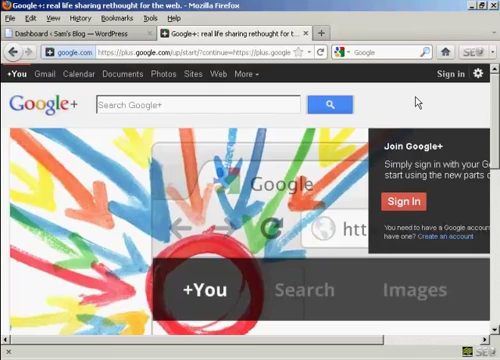 Google+: real life sharing rethought for the web. - Mozilla Firefox
File Edit View History Bookmarks Tools Help
Dashboard ‹ Sam's Blog — WordPress
Google+: real life sharing rethought for t...
google.com
https://plus.google.com/up/start/?continue=https://plus.google
Google
+You Gmail Calendar Documents Photos Sites Web More
Sign in
Google+
Search Google+
Join Google+
Simply sign in with your Go
start using the new parts o
Sign In
You need to have a Google account
have one? Create an account
Google
htt
+You Search Images